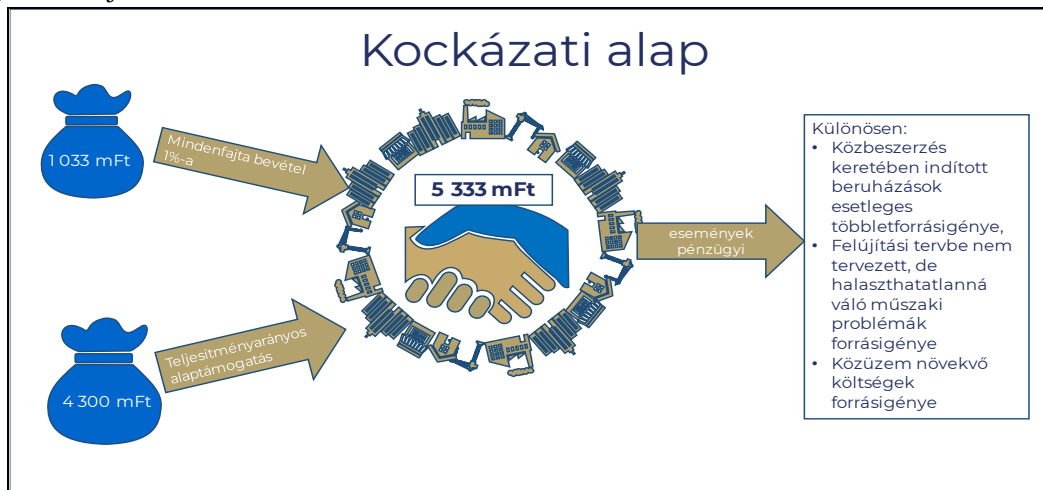 Kockázati alap
1 033 mFt
Mindenfajta bevétel
1%-a
4 300 mFt
Teljesítményarányos
alaptámogatás
5 333 mFt
események
pénzügyi
Különösen:
• Közbeszerzés
keretében indított
beruházások
esetleges
többletforrásigénye,
• Felújítási tervbe nem
tervezett, de
halaszthatatlanná
váló műszaki
problémák
forrásigénye
• Közüzem növekvő
költségek
forrásigénye